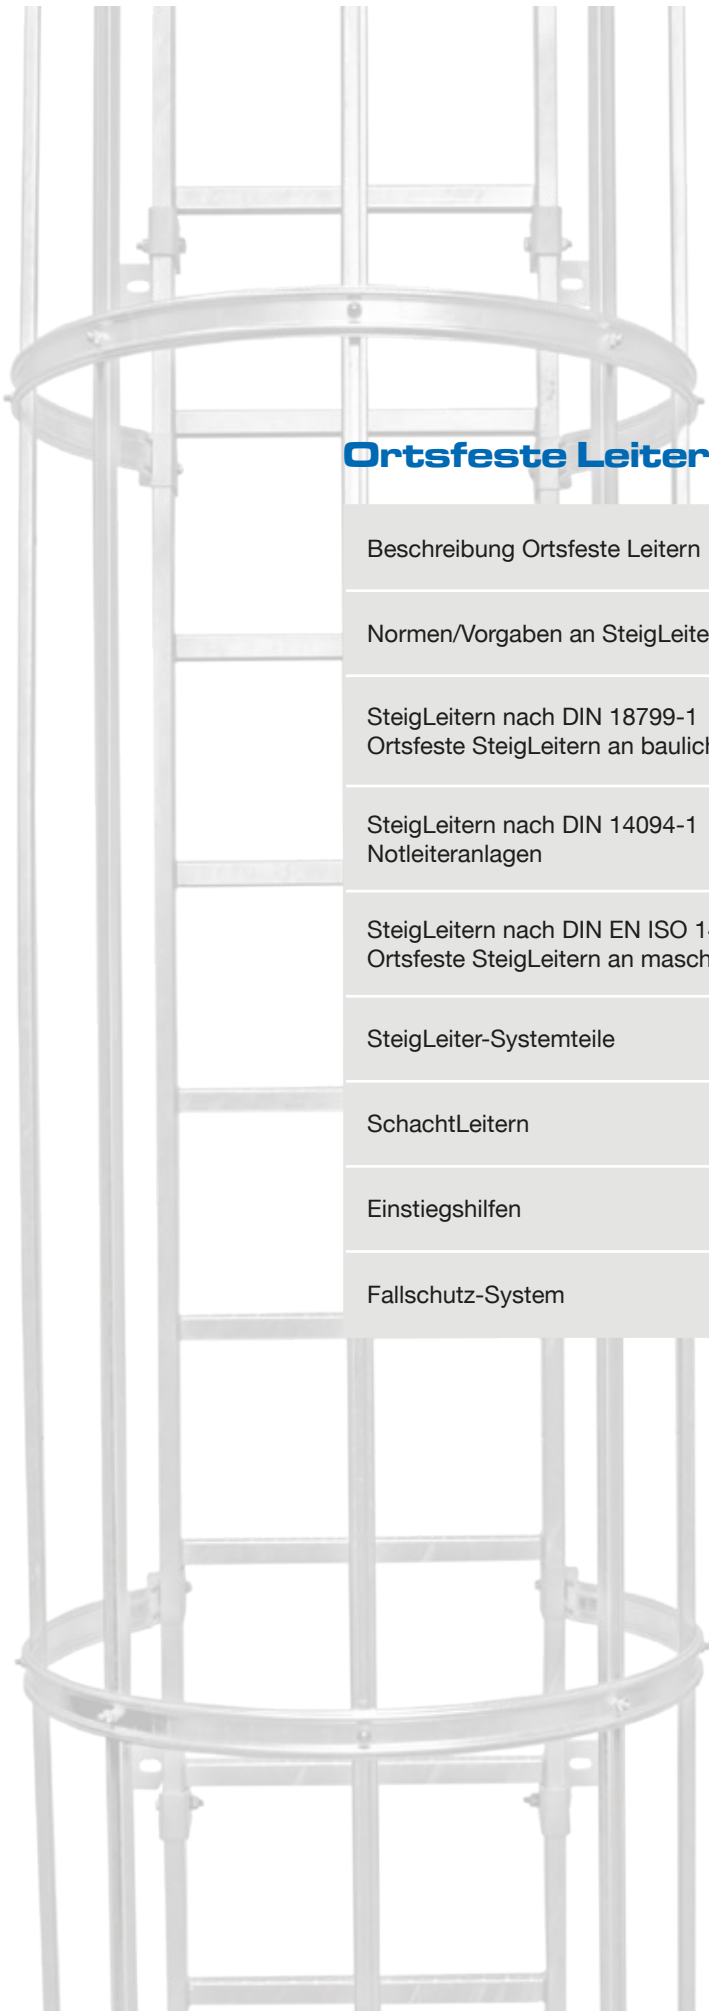 Ortsfeste Leiter
Beschreibung Ortsfeste Leitern
Normen/Vorgaben an SteigLeite
SteigLeitern nach DIN 18799-1
Ortsfeste SteigLeitern an baulich
SteigLeitern nach DIN 14094-1
Notleiteranlagen
SteigLeitern nach DIN EN ISO 14
Ortsfeste SteigLeitern an masch
SteigLeiter-Systemteile
SchachtLeitern
Einstiegshilfen
Fallschutz-System